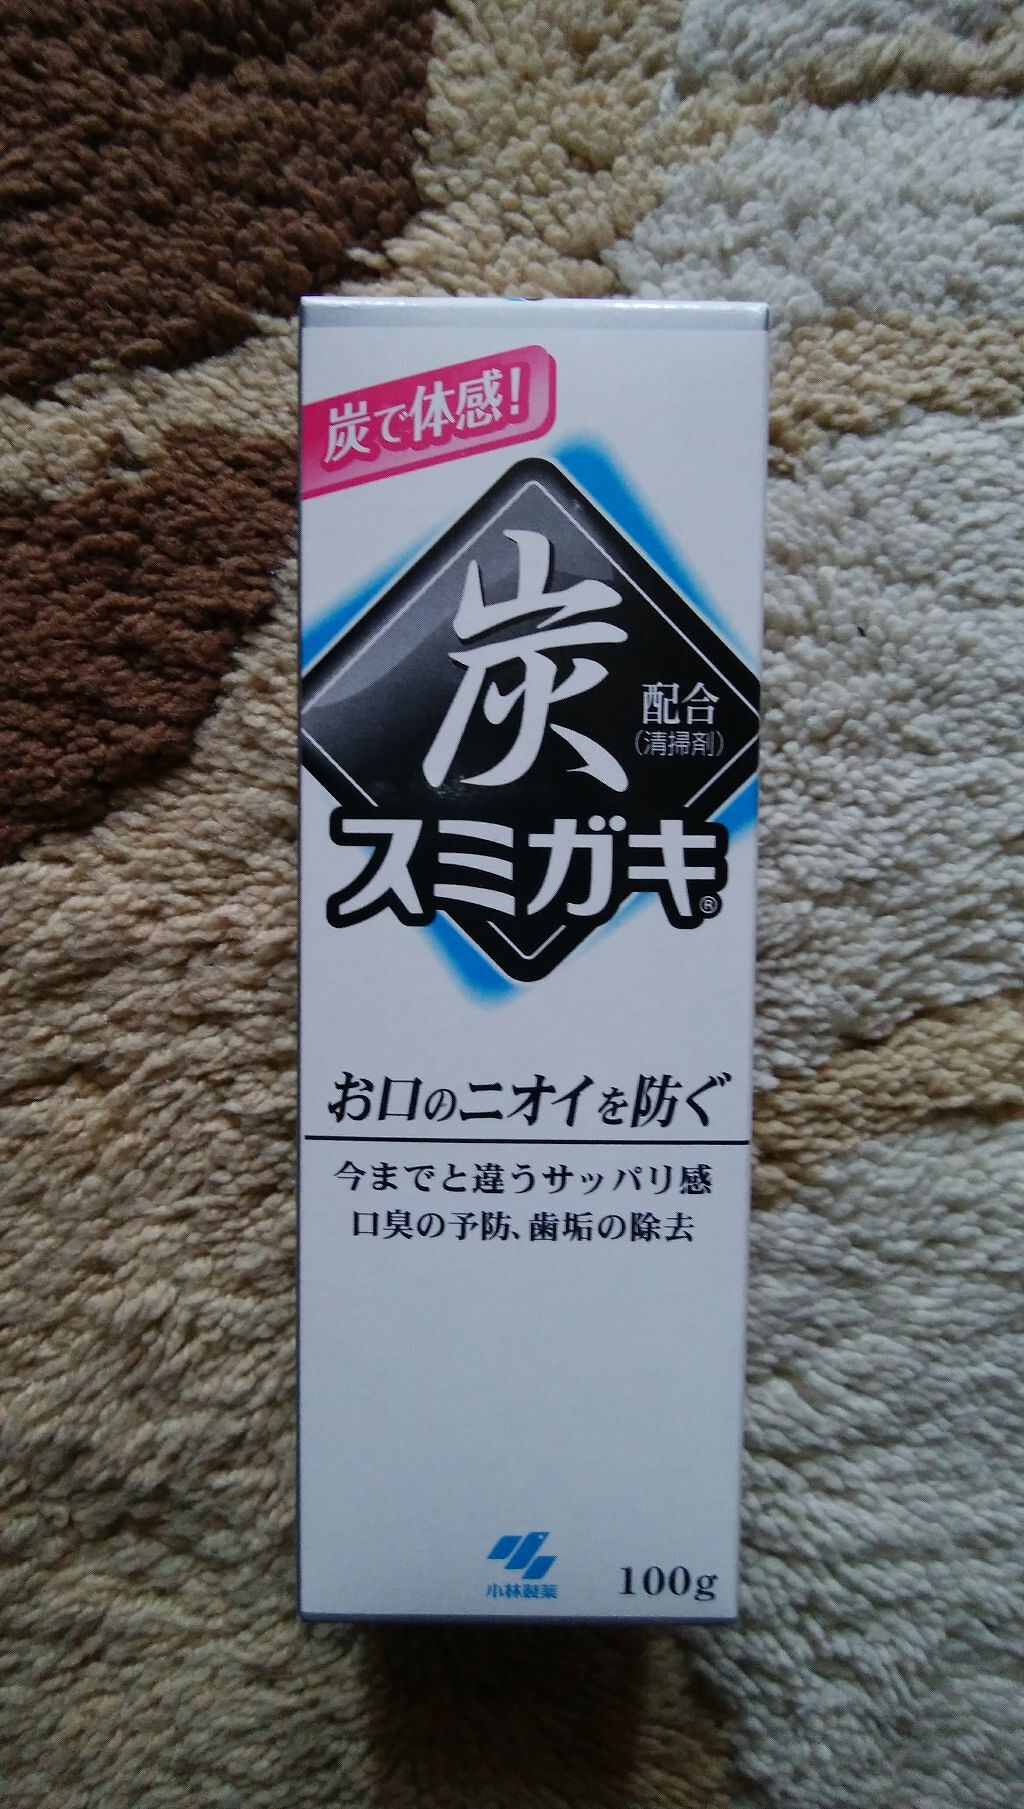 炭で体感!
炭
配合
(清掃剤)
スミガキ®
お口のニオイを防ぐ
今までと違うサッパリ感
口臭の予防、歯垢の除去
小林製薬
100g